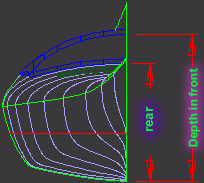 rear
Depth in front